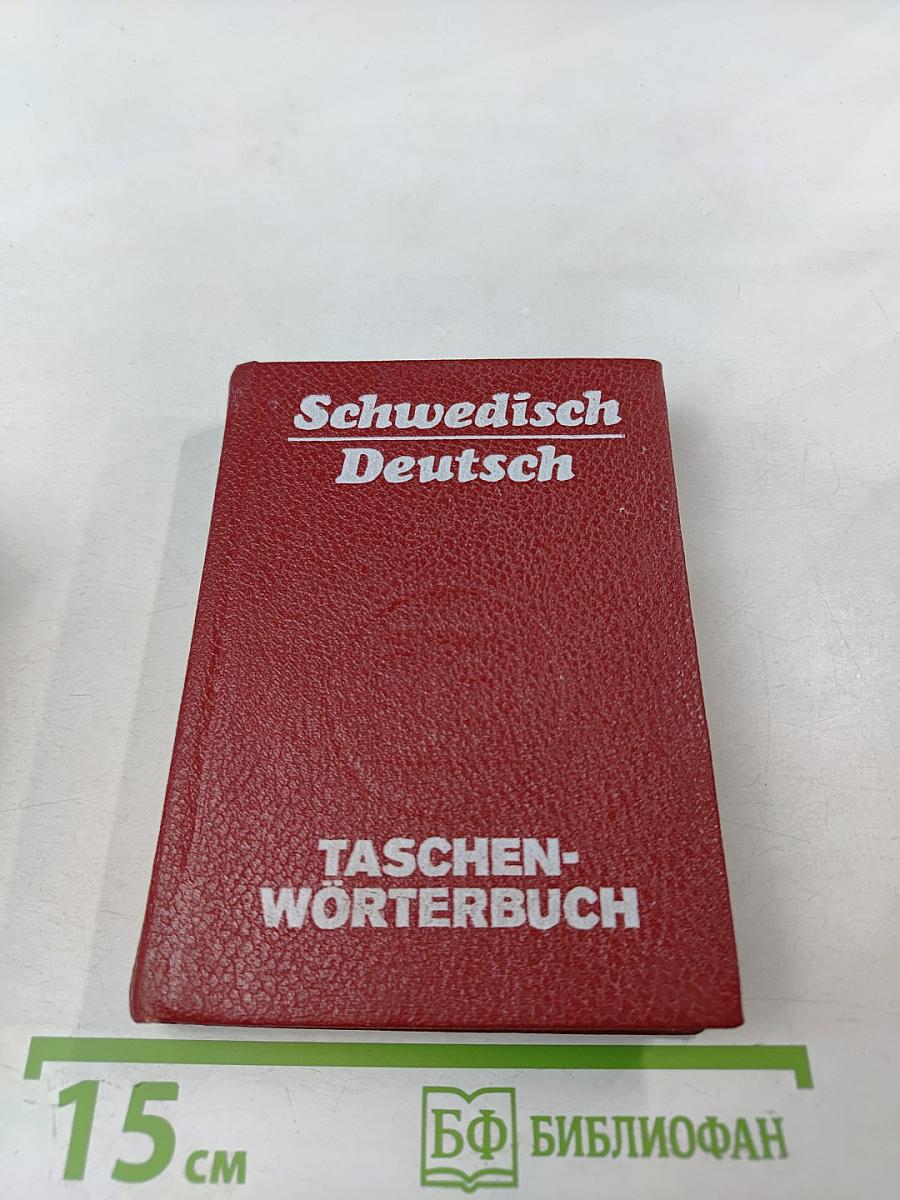 Schwedisch
Deutsch
TASCHEN-
WÖRTERBUCH
15 см
БФ БИБЛИОФАН